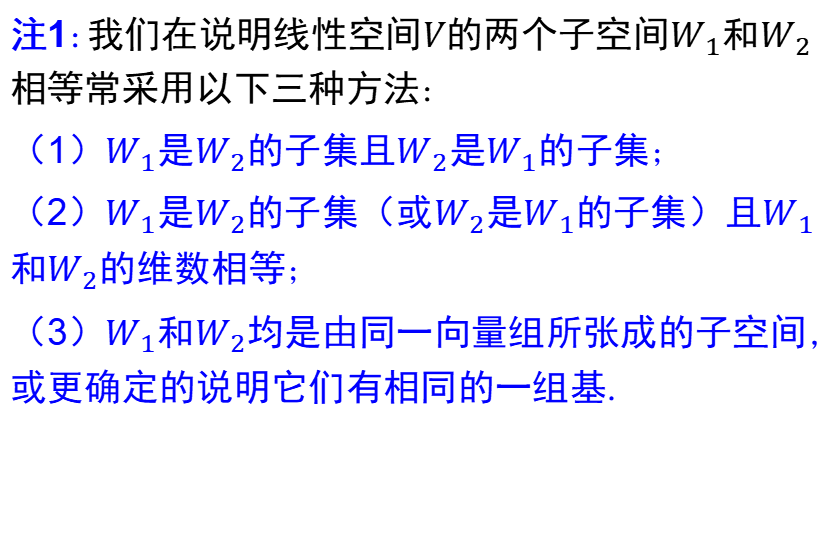 注1：我们在说明线性空间V的两个子空间W₁和W₂
相等常采用以下三种方法：
（1）W₁是W₂的子集且W₂是W₁的子集；
（2）W₁是W₂的子集（或W₂是W₁的子集）且W₁
和W₂的维数相等；
（3）W₁和W₂均是由同一向量组所张成的子空间，
或更确定的说明它们有相同的一组基.